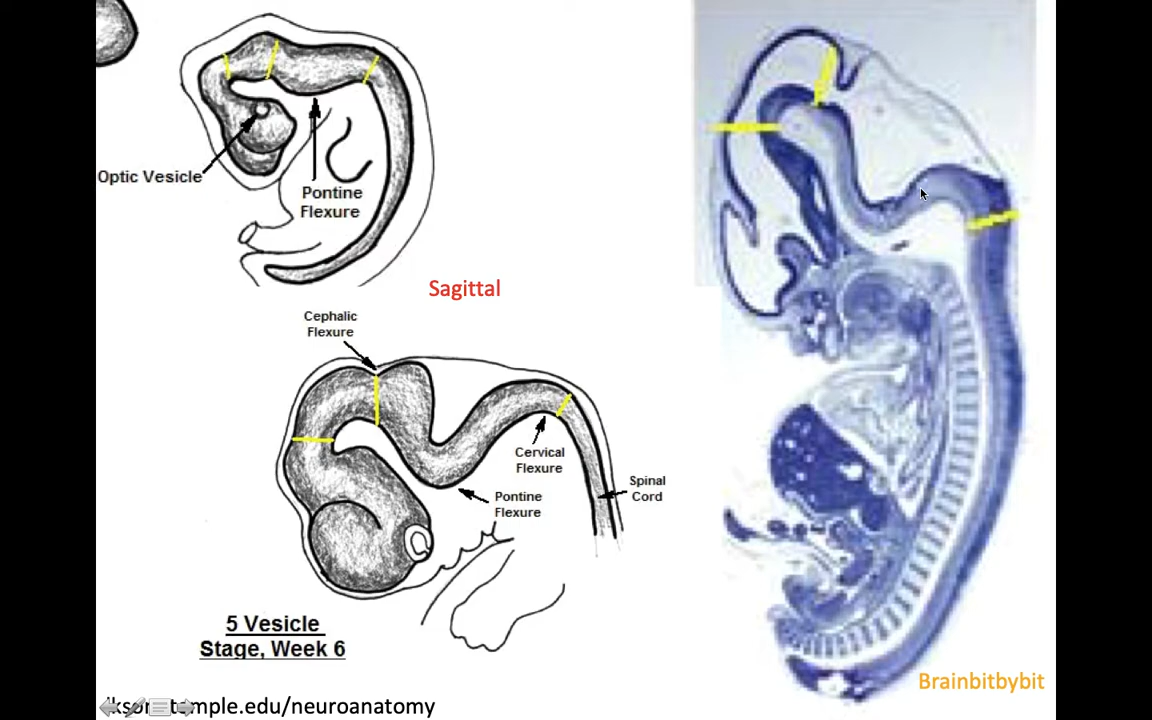 Optic Vesicle
Pontine
Flexure
Sagittal
Cephalic
Flexure
Cervical
Flexure
Spinal
Cord
Pontine
Flexure
5 Vesicle
Stage, Week 6
Brainbitbybit
temple.edu/neuroanatomy